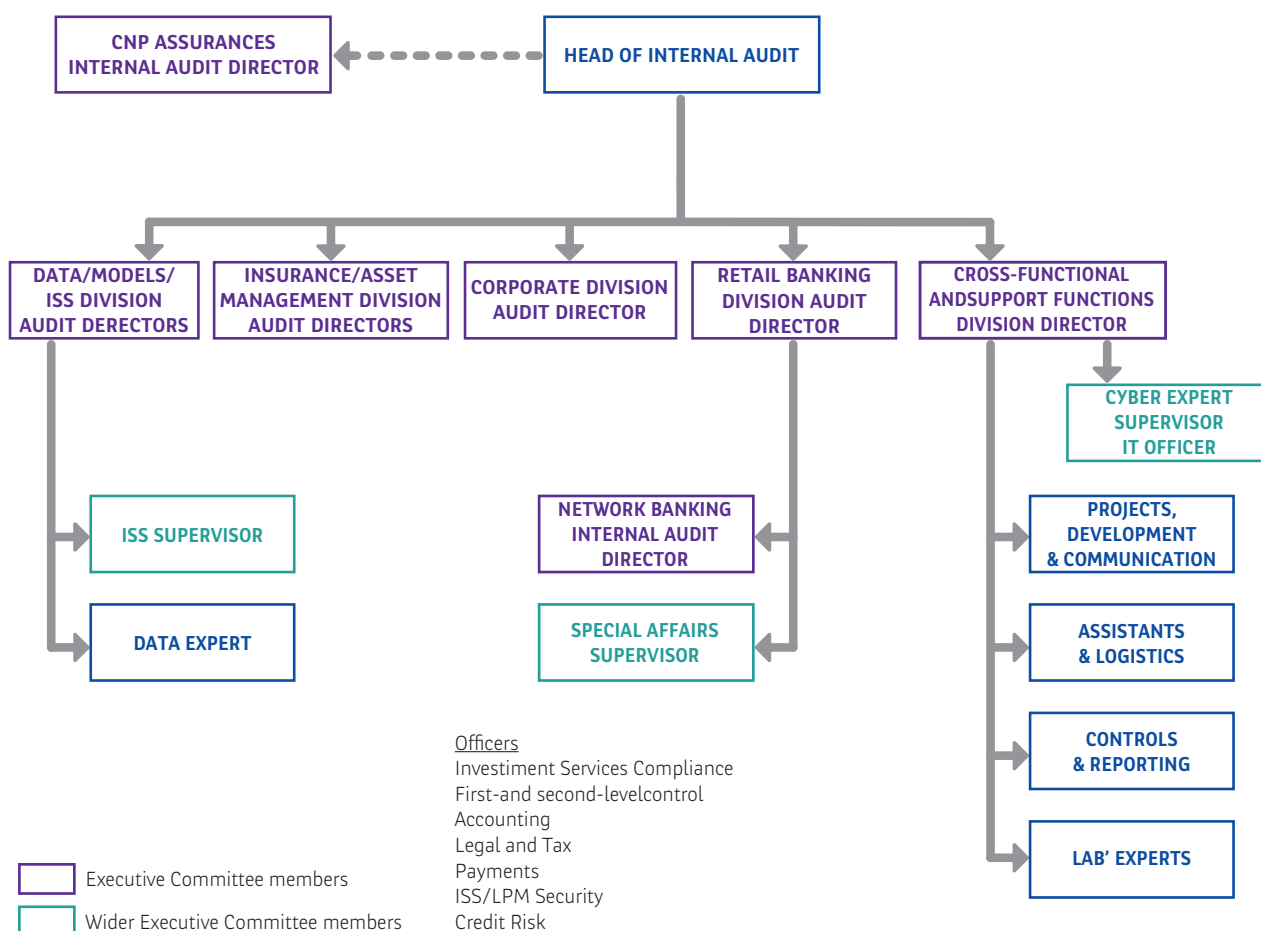 CNP ASSURANCES
INTERNAL AUDIT DIRECTOR
HEAD OF INTERNAL AUDIT
DATA/MODELS/
ISS DIVISION
AUDIT DERECTORS
INSURANCE/ASSET
MANAGEMENT DIVISION
AUDIT DIRECTORS
CORPORATE DIVISION
AUDIT DIRECTOR
RETAIL BANKING
DIVISION AUDIT
DIRECTOR
CROSS-FUNCTIONAL
ANDSUPPORT FUNCTIONS
DIVISION DIRECTOR
CYBER EXPERT
SUPERVISOR
IT OFFICER
ISS SUPERVISOR
NETWORK BANKING
INTERNAL AUDIT
DIRECTOR
PROJECTS,
DEVELOPMENT
& COMMUNICATION
DATA EXPERT
SPECIAL AFFAIRS
SUPERVISOR
ASSISTANTS
& LOGISTICS
CONTROLS
& REPORTING
LAB' EXPERTS
Officers
Investiment Services Compliance
First-and second-levelcontrol
Accounting
Legal and Tax
Payments
ISS/LPM Security
Credit Risk
Executive Committee members
Wider Executive Committee members